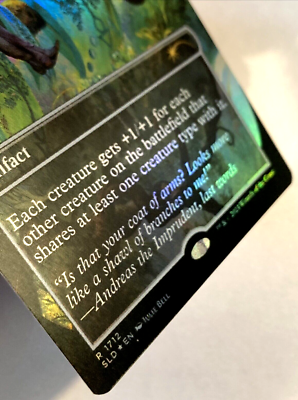 ifact
Each creature gets +1/+1 for each
other creature on the battlefield that
shares at least one creature type with it.
"Is that your coat of arms? Looks more
like a shawl of branches to me!"
—Andreas the Imprudent, last words
R 1712
SLD EN JULIE BELL